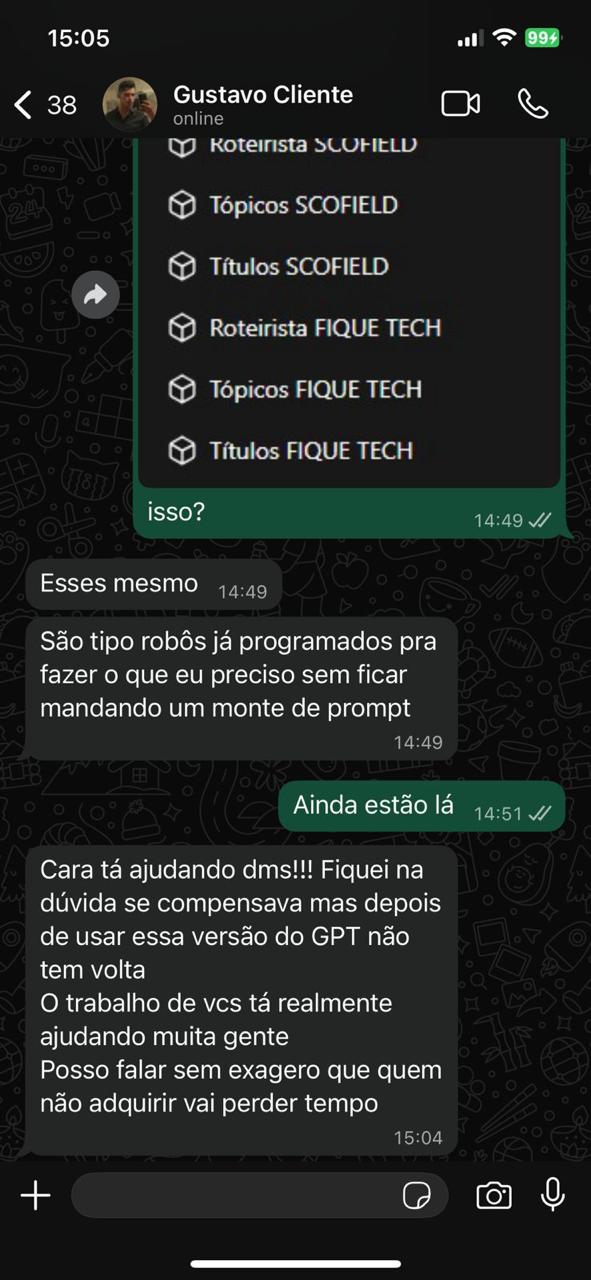 15:05
99
38
Gustavo Cliente
online
Roteirista SCOFIELD
Tópicos SCOFIELD
Títulos SCOFIELD
Roteirista FIQUE TECH
Tópicos FIQUE TECH
Títulos FIQUE TECH
isso?
14:49
Esses mesmo
14:49
São tipo robôs já programados pra
fazer o que eu preciso sem ficar
mandando um monte de prompt
14:49
Ainda estão lá
14:51
Cara tá ajudando dms!!! Fiquei na
dúvida se compensava mas depois
de usar essa versão do GPT não
tem volta
O trabalho de vcs tá realmente
ajudando muita gente
Posso falar sem exagero que quem
não adquirir vai perder tempo
15:04